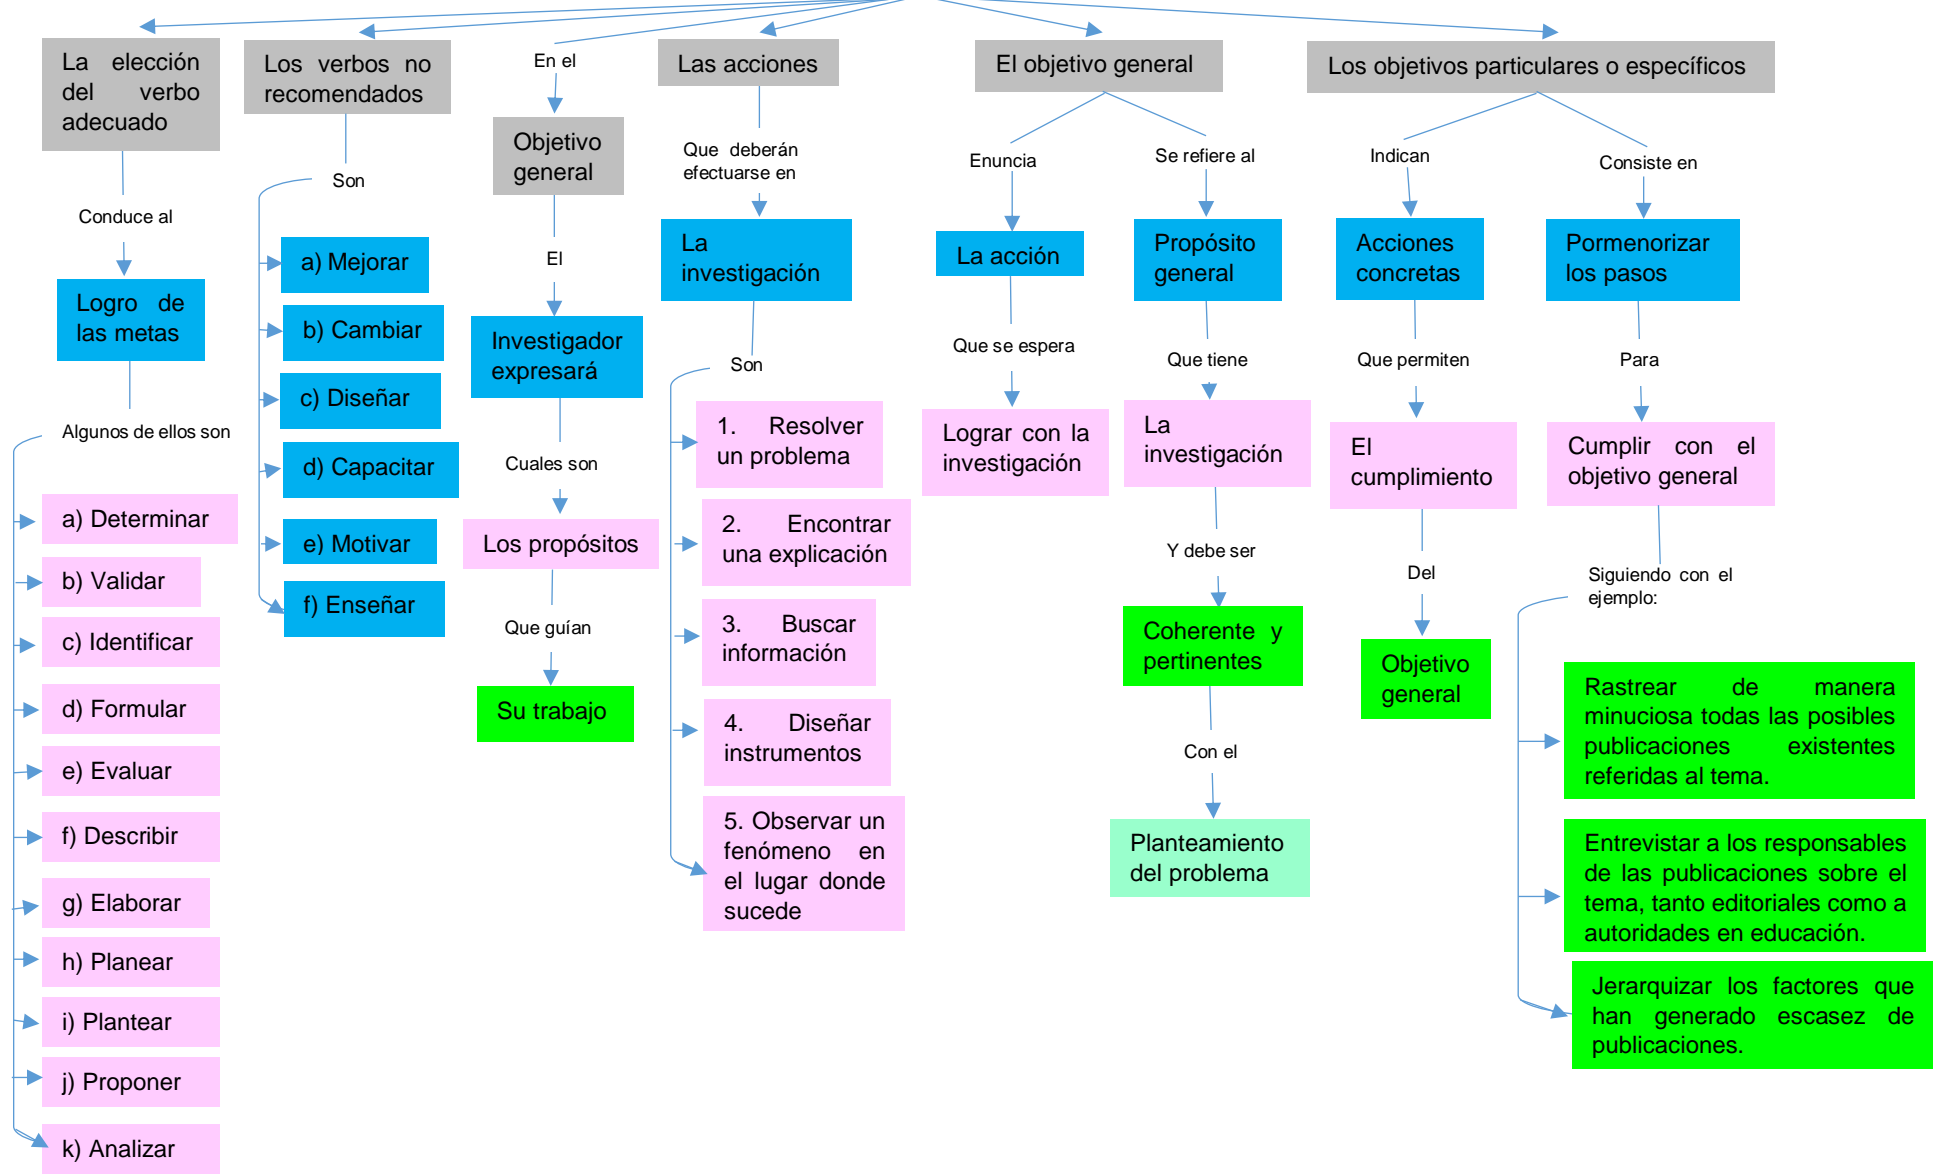 La elección
del verbo
adecuado
Conduce al
Logro de
las metas
Algunos de ellos son
a) Determinar
b) Validar
c) Identificar
d) Formular
e) Evaluar
f) Describir
g) Elaborar
h) Planear
i) Plantear
j) Proponer
k) Analizar
Los verbos no
recomendados
Son
a) Mejorar
b) Cambiar
c) Diseñar
d) Capacitar
e) Motivar
f) Enseñar
En el
Objetivo
general
El
Investigador
expresará
Cuales son
Los propósitos
Que guían
Su trabajo
Las acciones
Que deberán
efectuarse en
La
investigación
Son
1. Resolver
un problema
2. Encontrar
una explicación
3. Buscar
información
4. Diseñar
instrumentos
5. Observar un
fenómeno en
el lugar donde
sucede
El objetivo general
Enuncia
La acción
Que se espera
Lograr con la
investigación
Se refiere al
Propósito
general
Que tiene
La
investigación
Y debe ser
Coherente y
pertinentes
Con el
Planteamiento
del problema
Los objetivos particulares o específicos
Indican
Acciones
concretas
Que permiten
El
cumplimiento
Del
Objetivo
general
Consiste en
Pormenorizar
los pasos
Para
Cumplir con el
objetivo general
Siguiendo con el
ejemplo:
Rastrear de manera
minuciosa todas las posibles
publicaciones existentes
referidas al tema.
Entrevistar a los responsables
de las publicaciones sobre el
tema, tanto editoriales como a
autoridades en educación.
Jerarquizar los factores que
han generado escasez de
publicaciones.